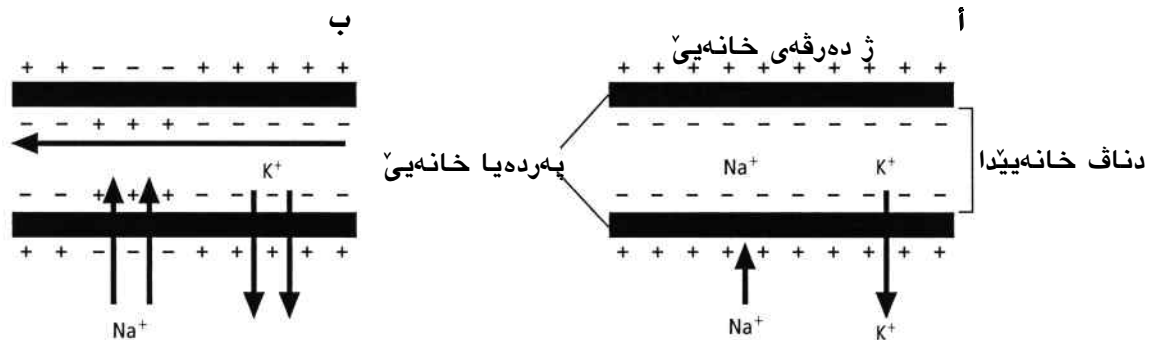 أ
ژ دەرڤەی خانەیێ
+ + + + + + + + + +
− − − − − − − − − −
پەردەیا خانەیێ
Na⁺
K⁺
دناڤ خانەیێدا
− − − − − − − − − −
+ + + + + + + + + +
Na⁺
K⁺
ب
+ + − − − + + + + +
− − + + + − − − − −
K⁺
− − + + + − − − − −
+ + − − − + + + + +
Na⁺